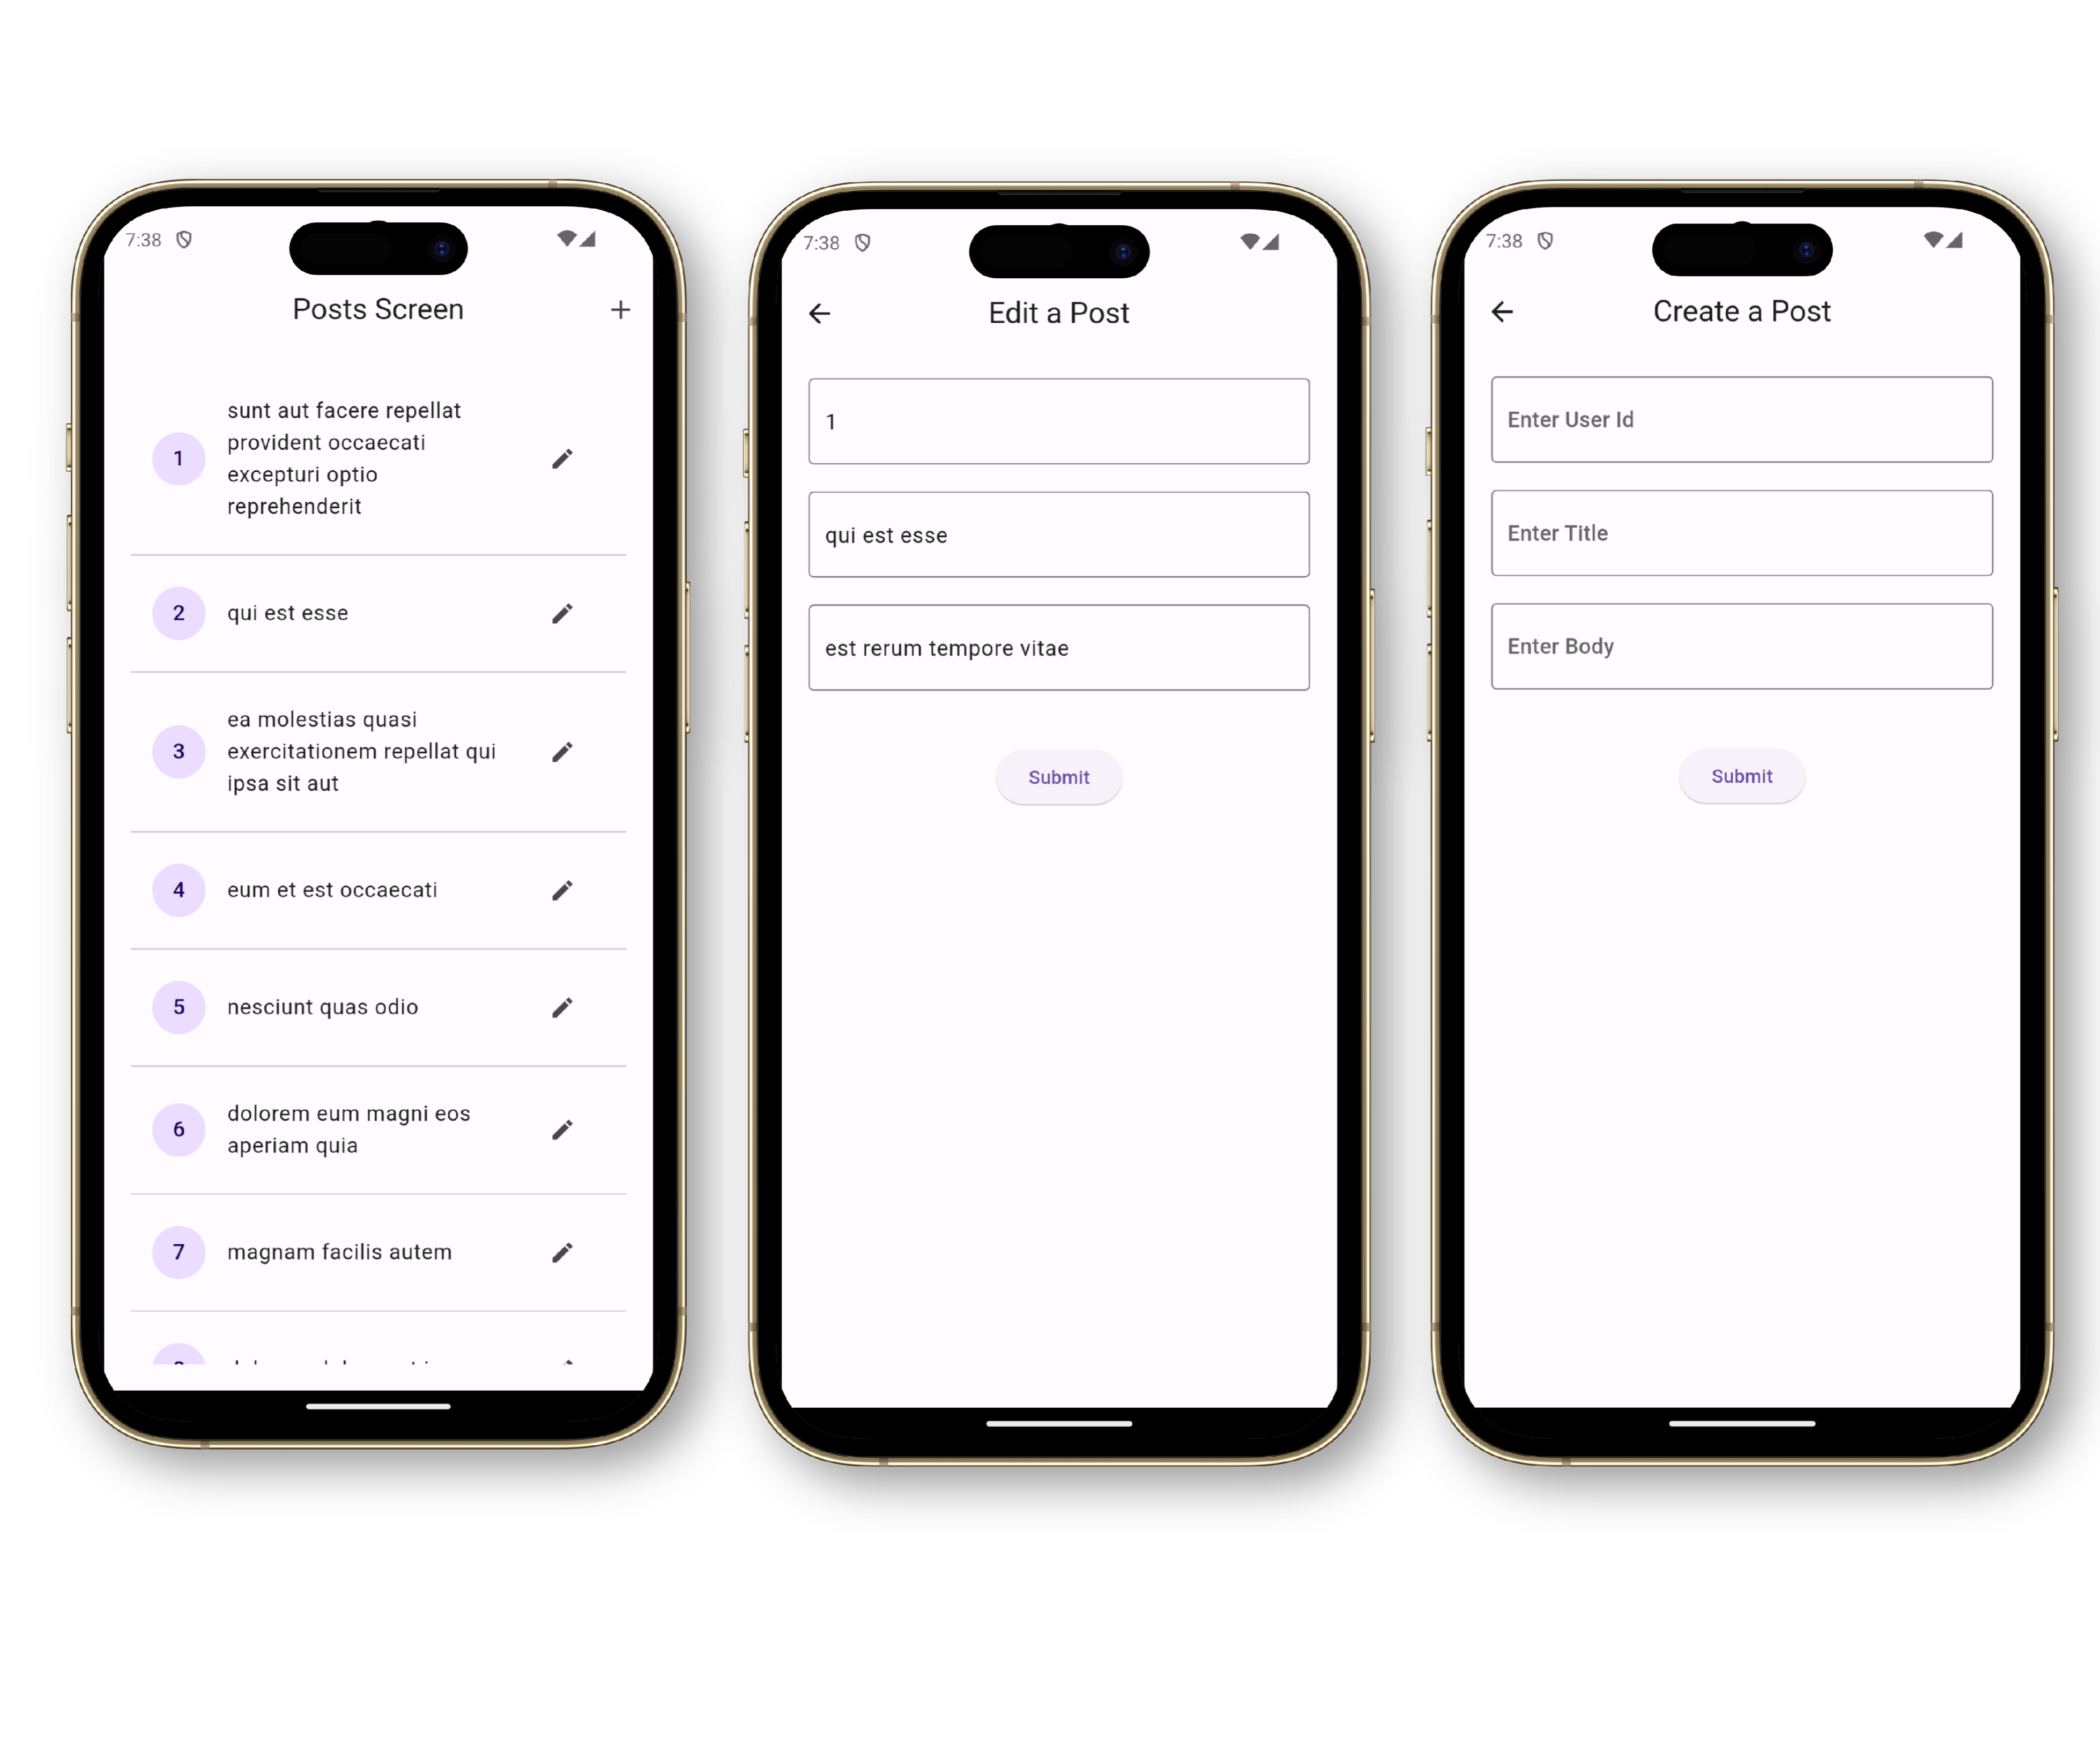 7:38
Posts Screen
1
sunt aut facere repellat
provident occaecati
excepturi optio
reprehenderit
2
qui est esse
3
ea molestias quasi
exercitationem repellat qui
ipsa sit aut
4
eum et est occaecati
5
nesciunt quas odio
6
dolorem eum magni eos
aperiam quia
7
magnam facilis autem
7:38
Edit a Post
1
qui est esse
est rerum tempore vitae
Submit
7:38
Create a Post
Enter User Id
Enter Title
Enter Body
Submit